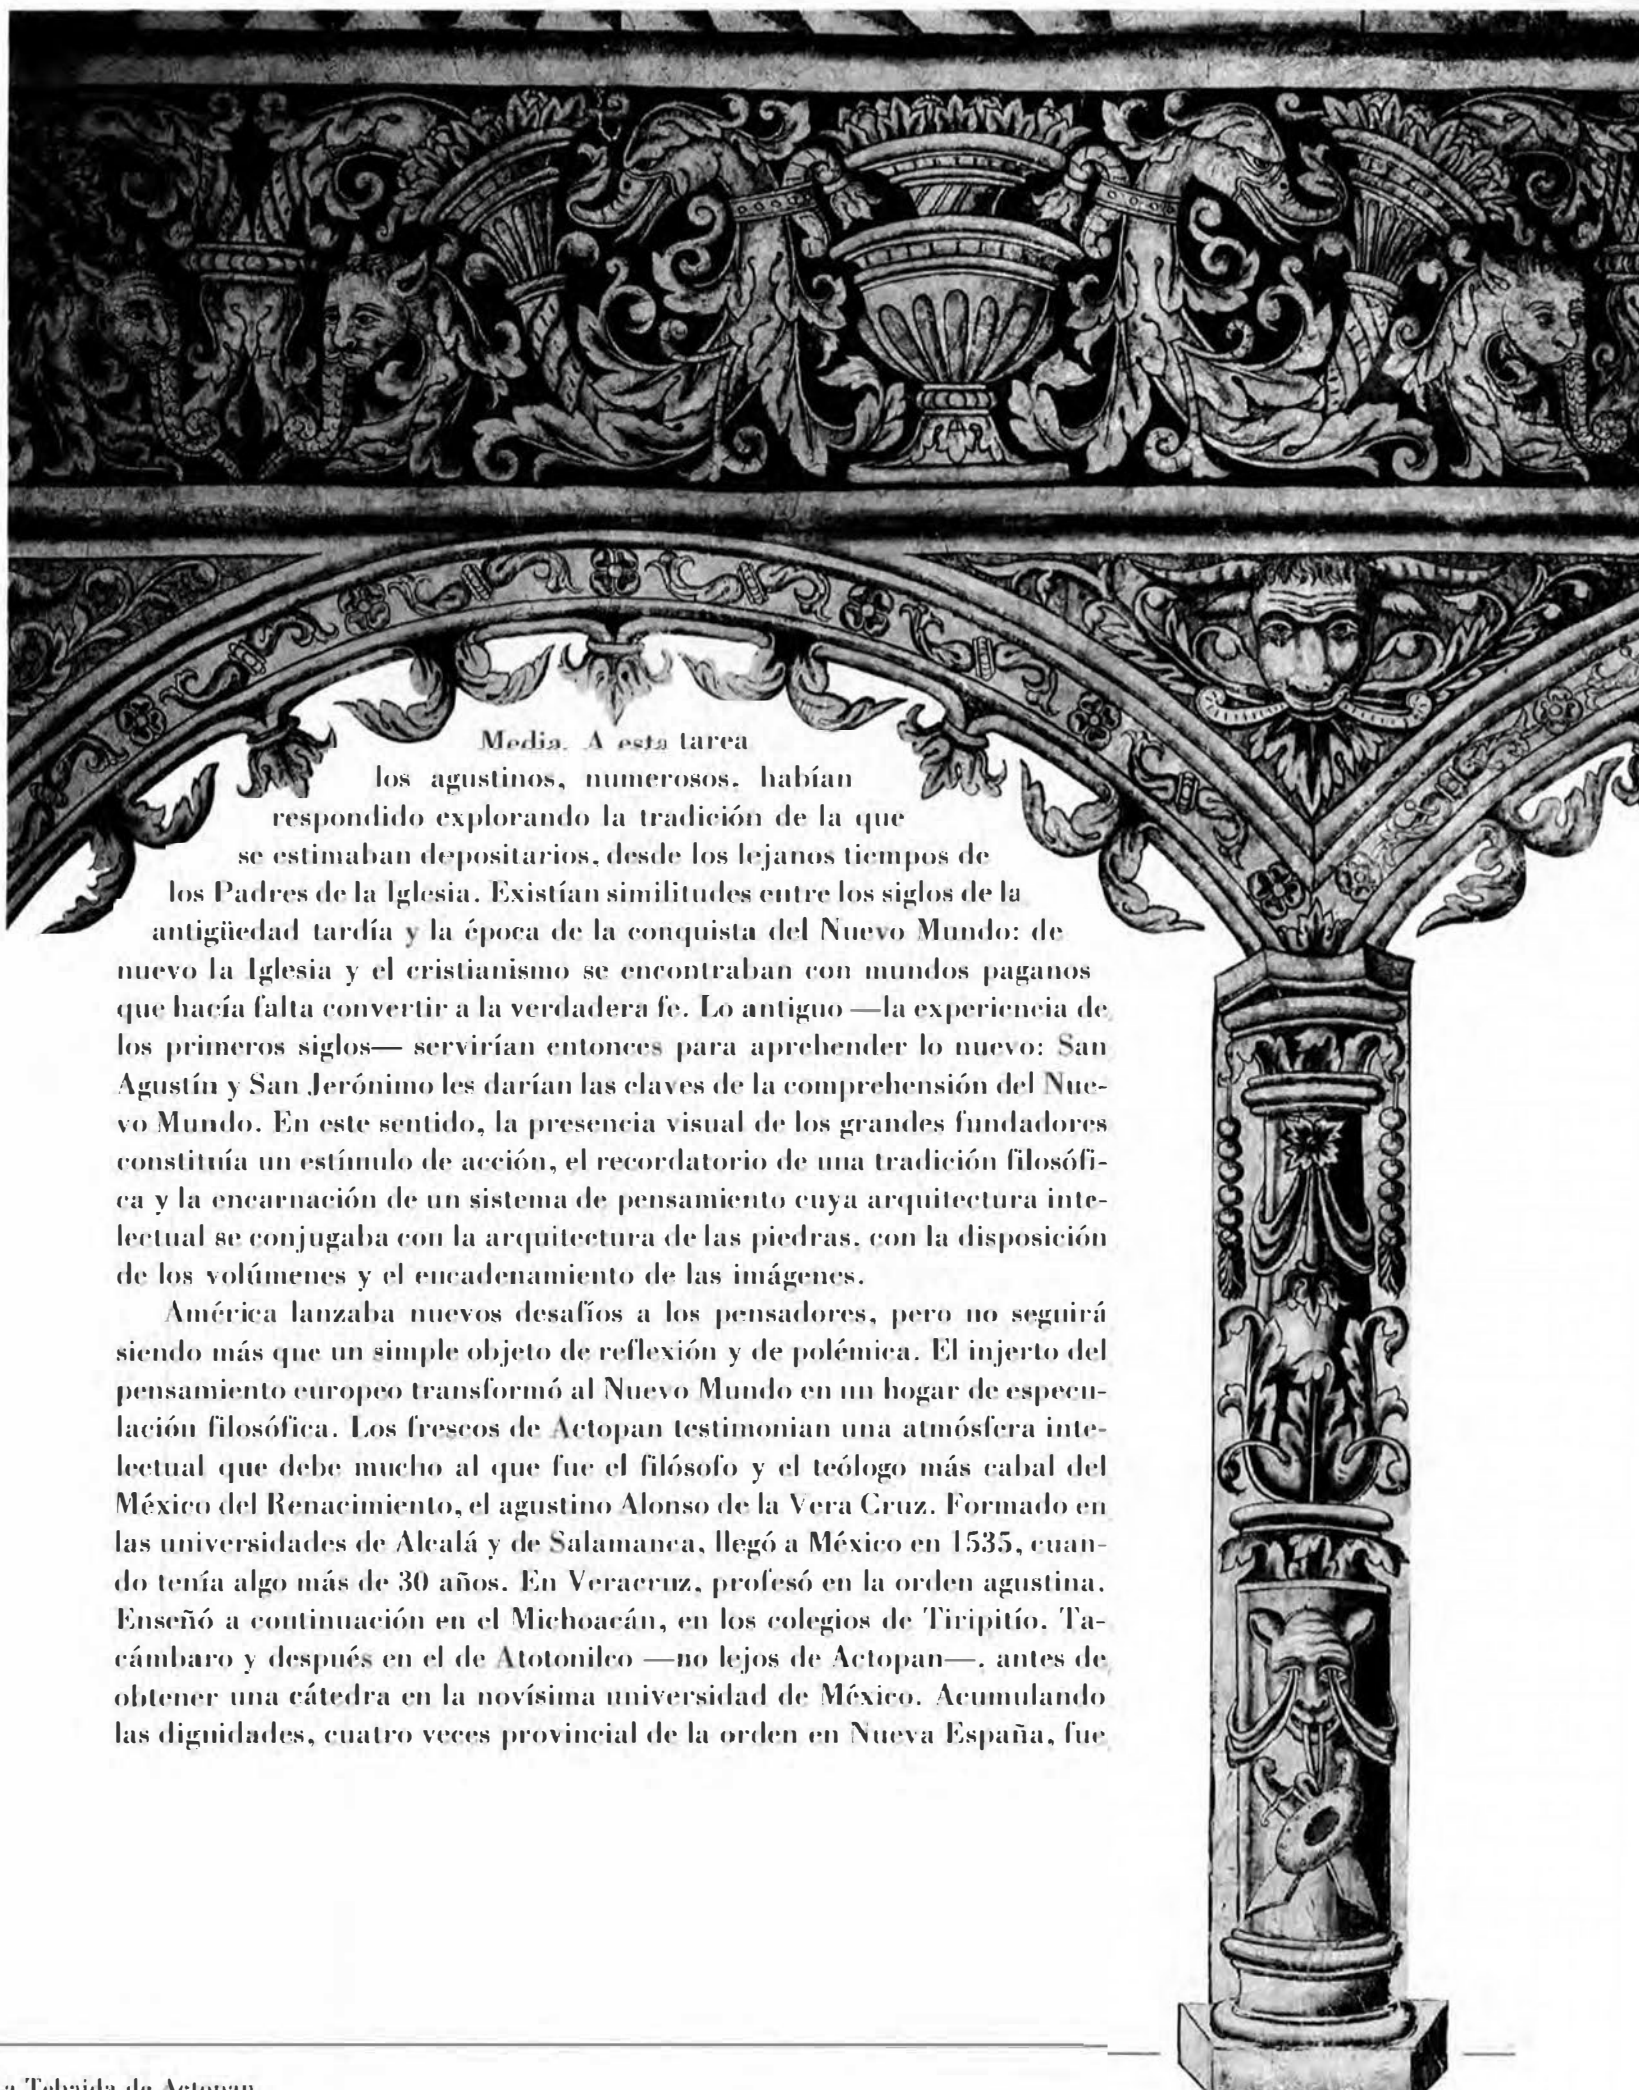 Media. A esta tarea
los agustinos, numerosos, habían
respondido explorando la tradición de la que
se estimaban depositarios, desde los lejanos tiempos de
los Padres de la Iglesia. Existían similitudes entre los siglos de la
antigüedad tardía y la época de la conquista del Nuevo Mundo: de
nuevo la Iglesia y el cristianismo se encontraban con mundos paganos
que hacía falta convertir a la verdadera fe. Lo antiguo —la experiencia de
los primeros siglos— servirían entonces para aprehender lo nuevo: San
Agustín y San Jerónimo les darían las claves de la comprehensión del Nue-
vo Mundo. En este sentido, la presencia visual de los grandes fundadores
constituía un estímulo de acción, el recordatorio de una tradición filosófi-
ca y la encarnación de un sistema de pensamiento cuya arquitectura inte-
lectual se conjugaba con la arquitectura de las piedras, con la disposición
de los volúmenes y el encadenamiento de las imágenes.
América lanzaba nuevos desafíos a los pensadores, pero no seguirá
siendo más que un simple objeto de reflexión y de polémica. El injerto del
pensamiento europeo transformó al Nuevo Mundo en un hogar de especu-
lación filosófica. Los frescos de Actopan testimonian una atmósfera inte-
lectual que debe mucho al que fue el filósofo y el teólogo más cabal del
México del Renacimiento, el agustino Alonso de la Vera Cruz. Formado en
las universidades de Alcalá y de Salamanca, llegó a México en 1535, cuan-
do tenía algo más de 30 años. En Veracruz, profesó en la orden agustina.
Enseñó a continuación en el Michoacán, en los colegios de Tiripitío, Ta-
cámbaro y después en el de Atotonilco —no lejos de Actopan—, antes de
obtener una cátedra en la novísima universidad de México. Acumulando
las dignidades, cuatro veces provincial de la orden en Nueva España, fue
a Tebaida de Actopan